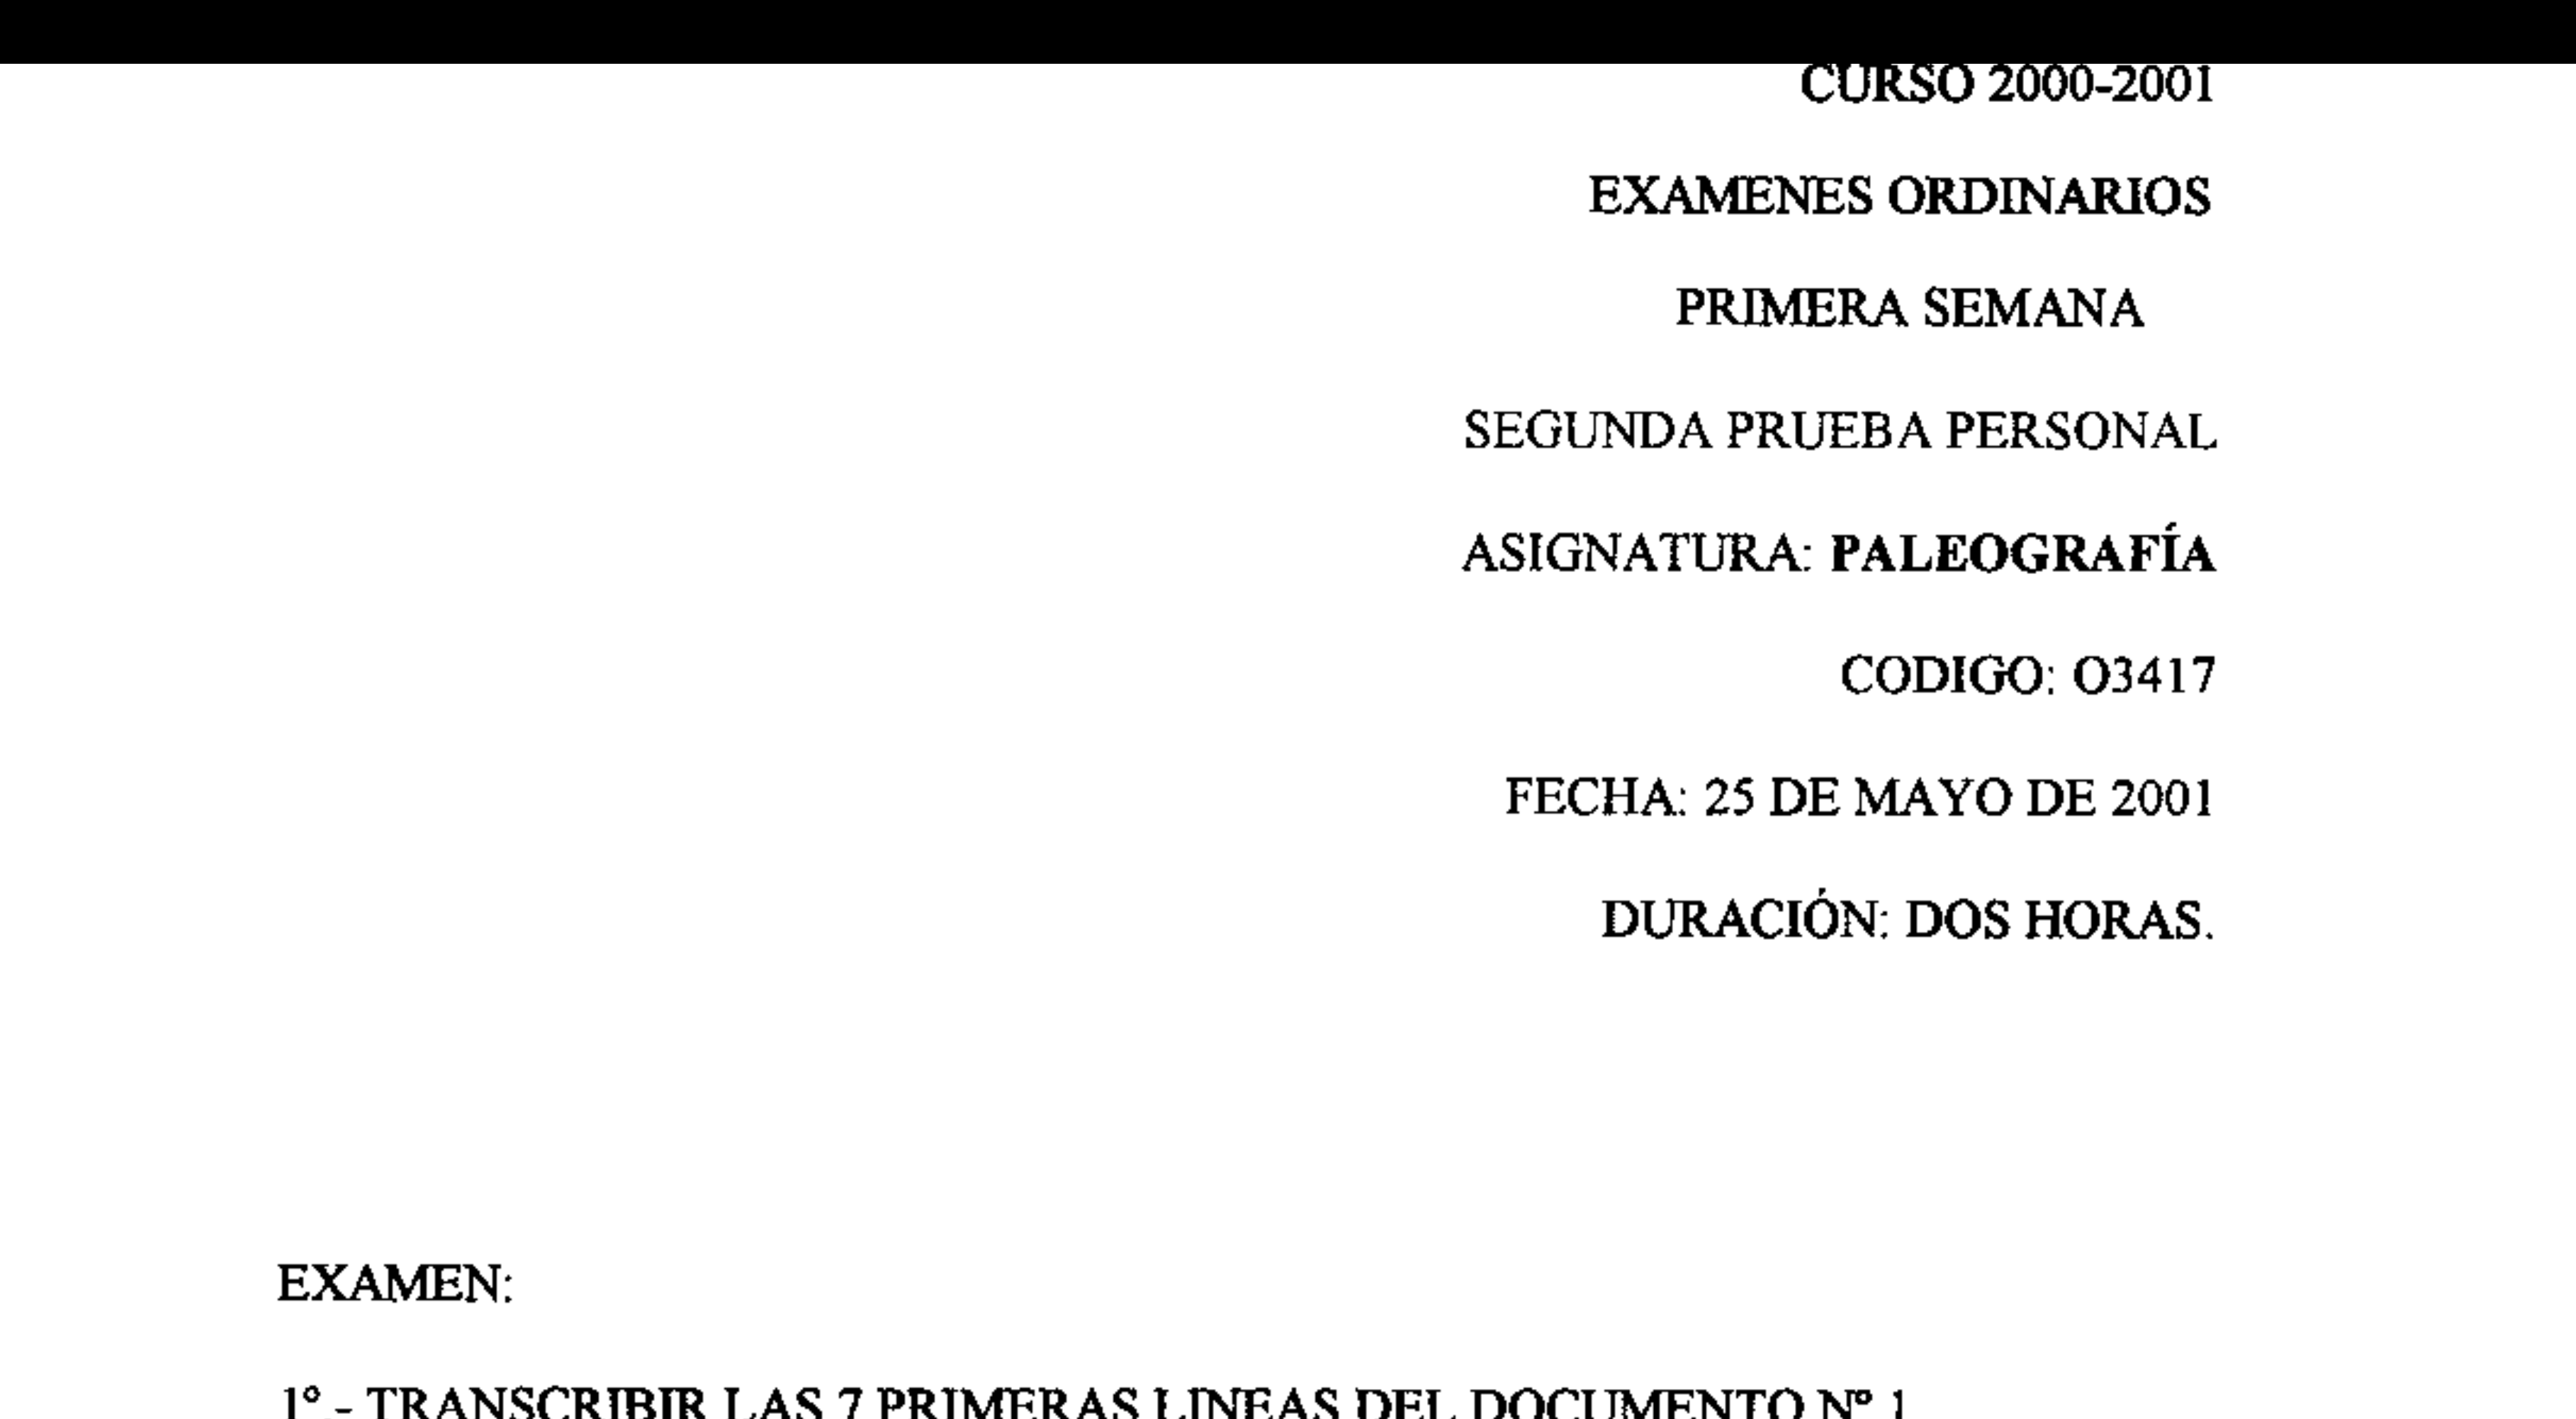 CURSO 2000-2001
EXAMENES ORDINARIOS
PRIMERA SEMANA
SEGUNDA PRUEBA PERSONAL
ASIGNATURA: PALEOGRAFÍA
CODIGO: O3417
FECHA: 25 DE MAYO DE 2001
DURACIÓN: DOS HORAS.
EXAMEN:
1º.- TRANSCRIBIR LAS 7 PRIMERAS LINEAS DEL DOCUMENTO Nº 1